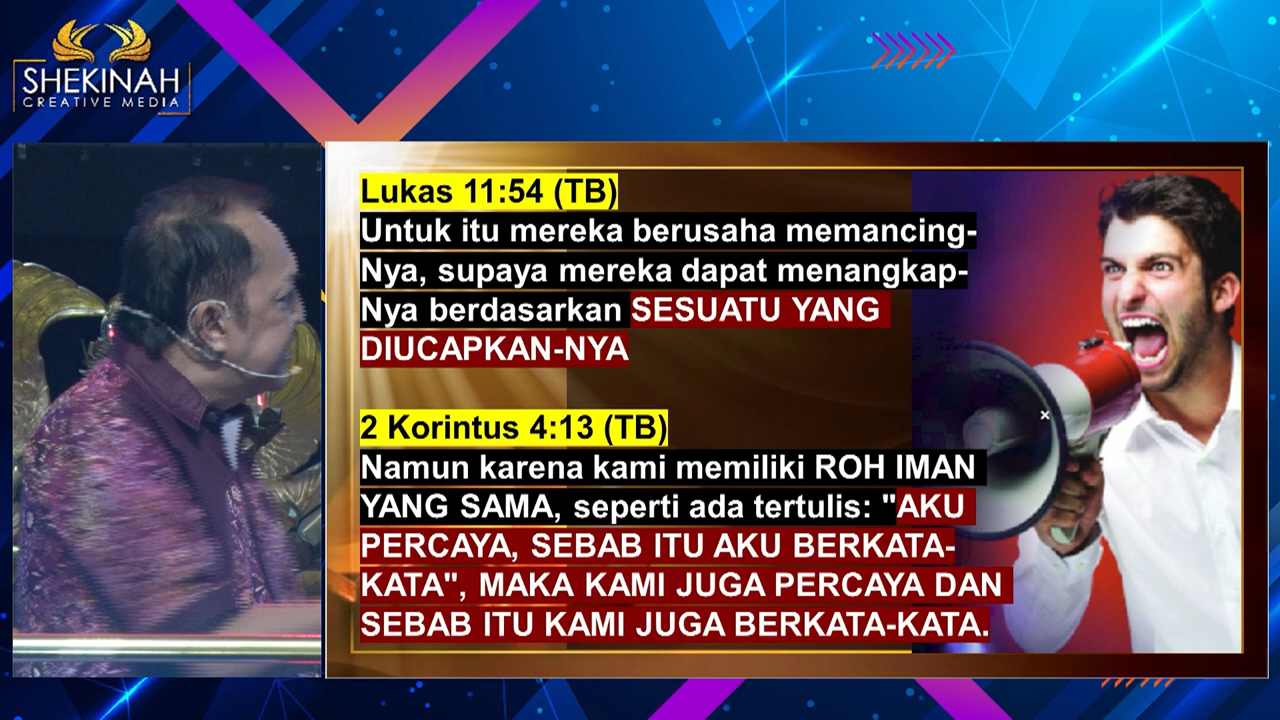 SHEKINAH
CREATIVE MEDIA
Lukas 11:54 (TB)
Untuk itu mereka berusaha memancing-
Nya, supaya mereka dapat menangkap-
Nya berdasarkan SESUATU YANG
DIUCAPKAN-NYA
2 Korintus 4:13 (TB)
Namun karena kami memiliki ROH IMAN
YANG SAMA, seperti ada tertulis: "AKU
PERCAYA, SEBAB ITU AKU BERKATA-
KATA", MAKA KAMI JUGA PERCAYA DAN
SEBAB ITU KAMI JUGA BERKATA-KATA.